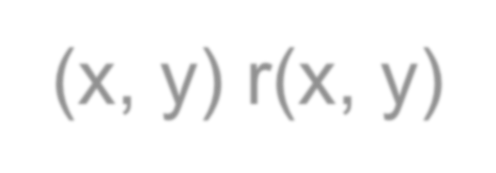 (x, y) r(x, y)